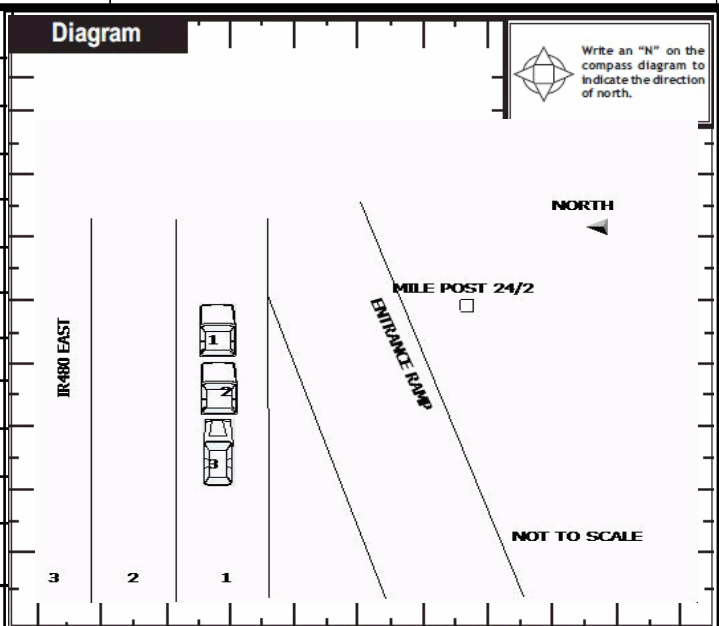 Diagram
Write an “N” on the
compass diagram to
indicate the direction
of north.
NORTH
MILE POST 24/2
ENTRANCE RAMP
IR480 EAST
1
2
3
NOT TO SCALE
3
2
1